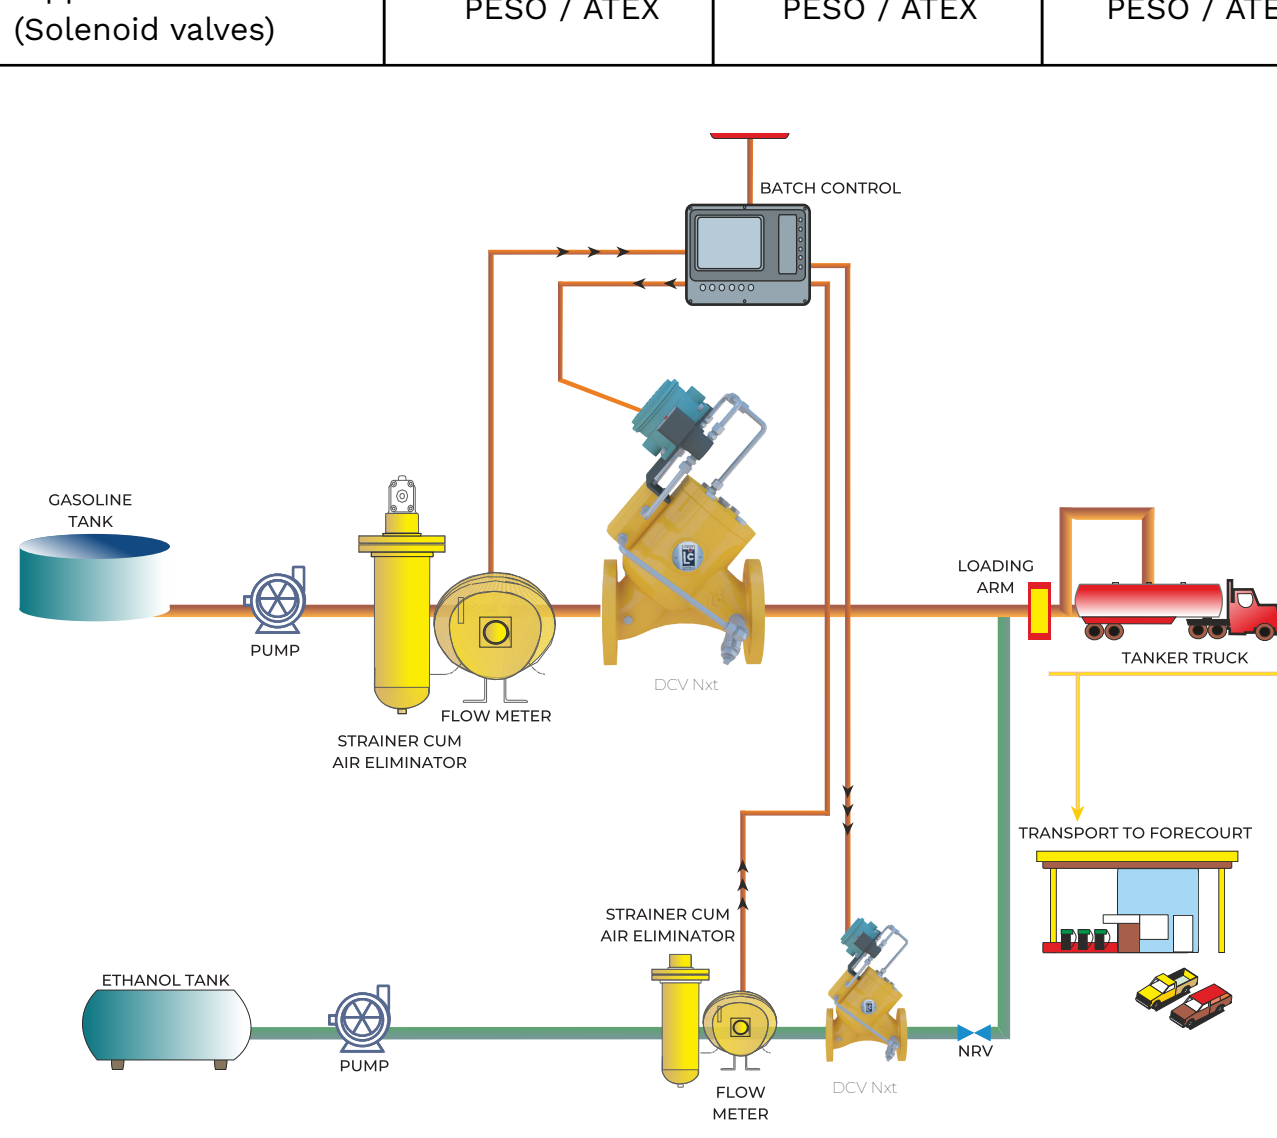 (Solenoid valves)
PESO / ATEX
PESO / ATEX
PESO / ATE
BATCH CONTROL
GASOLINE
TANK
PUMP
STRAINER CUM
AIR ELIMINATOR
FLOW METER
DCV Nxt
LOADING
ARM
TANKER TRUCK
TRANSPORT TO FORECOURT
STRAINER CUM
AIR ELIMINATOR
ETHANOL TANK
PUMP
FLOW
METER
DCV Nxt
NRV